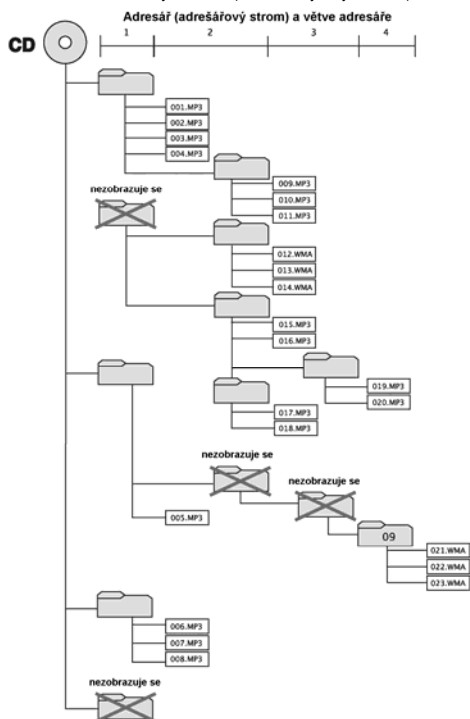 Adresář (adrešářový strom) a větve adresáře
1 2 3 4
CD
001.MP3
002.MP3
003.MP3
004.MP3
009.MP3
010.MP3
011.MP3
nezobrazuje se
012.WMA
013.WMA
014.WMA
015.MP3
016.MP3
019.MP3
020.MP3
017.MP3
018.MP3
nezobrazuje se
nezobrazuje se
005.MP3
09
021.WMA
022.WMA
023.WMA
006.MP3
007.MP3
008.MP3
nezobrazuje se